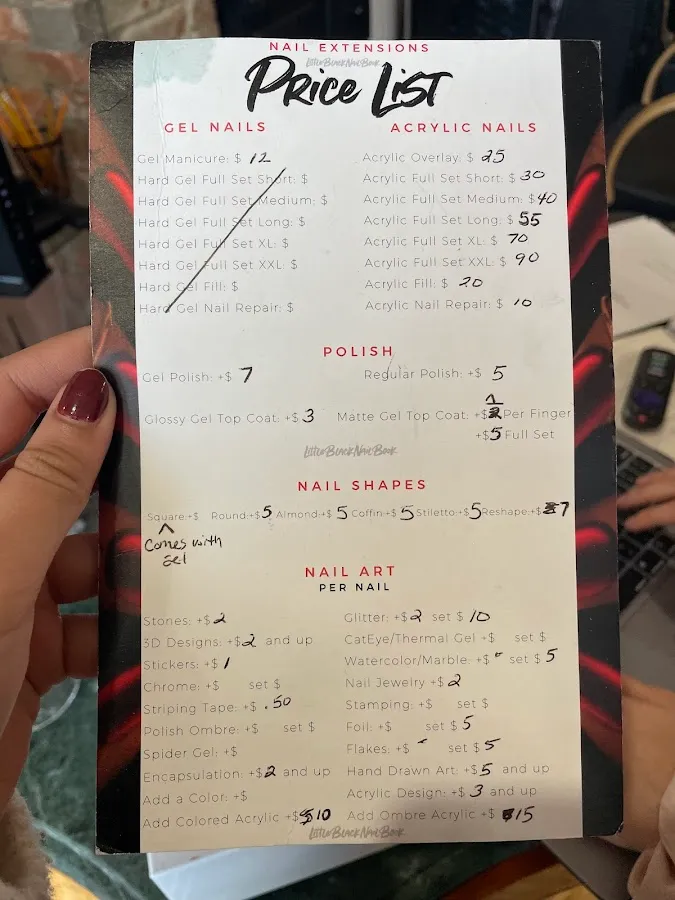 NAIL EXTENSIONS
LittleBlackNailBook
Price List
GEL NAILS
Gel Manicure: $ 12
Hard Gel Full Set Short: $
Hard Gel Full Set Medium: $
Hard Gel Full Set Long: $
Hard Gel Full Set XL: $
Hard Gel Full Set XXL: $
Hard Gel Fill: $
Hard Gel Nail Repair: $
ACRYLIC NAILS
Acrylic Overlay: $ 25
Acrylic Full Set Short: $ 30
Acrylic Full Set Medium: $ 40
Acrylic Full Set Long: $ 55
Acrylic Full Set XL: $ 70
Acrylic Full Set XXL: $ 90
Acrylic Fill: $ 20
Acrylic Nail Repair: $ 10
POLISH
Gel Polish: +$ 7 Regular Polish: +$ 5
Glossy Gel Top Coat: +$ 3 Matte Gel Top Coat: +$ 1 Per Finger
+$ 5 Full Set
LittleBlackNailBook
NAIL SHAPES
Square:+$ Round:+$ 5 Almond:+$ 5 Coffin:+$ 5 Stiletto:+$ 5 Reshape:+$ 7
Comes with
gel
NAIL ART
PER NAIL
Stones: +$ 2
3D Designs: +$ 2 and up
Stickers: +$ 1
Chrome: +$ set $
Striping Tape: +$ .50
Polish Ombre: +$ set $
Spider Gel: +$
Encapsulation: +$ 2 and up
Add a Color: +$
Add Colored Acrylic +$ 10
Glitter: +$ 2 set $ 10
CatEye/Thermal Gel +$ set $
Watercolor/Marble: +$ - set $ 5
Nail Jewelry +$ 2
Stamping: +$ set $
Foil: +$ set $ 5
Flakes: +$ - set $ 5
Hand Drawn Art: +$ 5 and up
Acrylic Design: +$ 3 and up
Add Ombre Acrylic +$ 15
LittleBlackNailBook